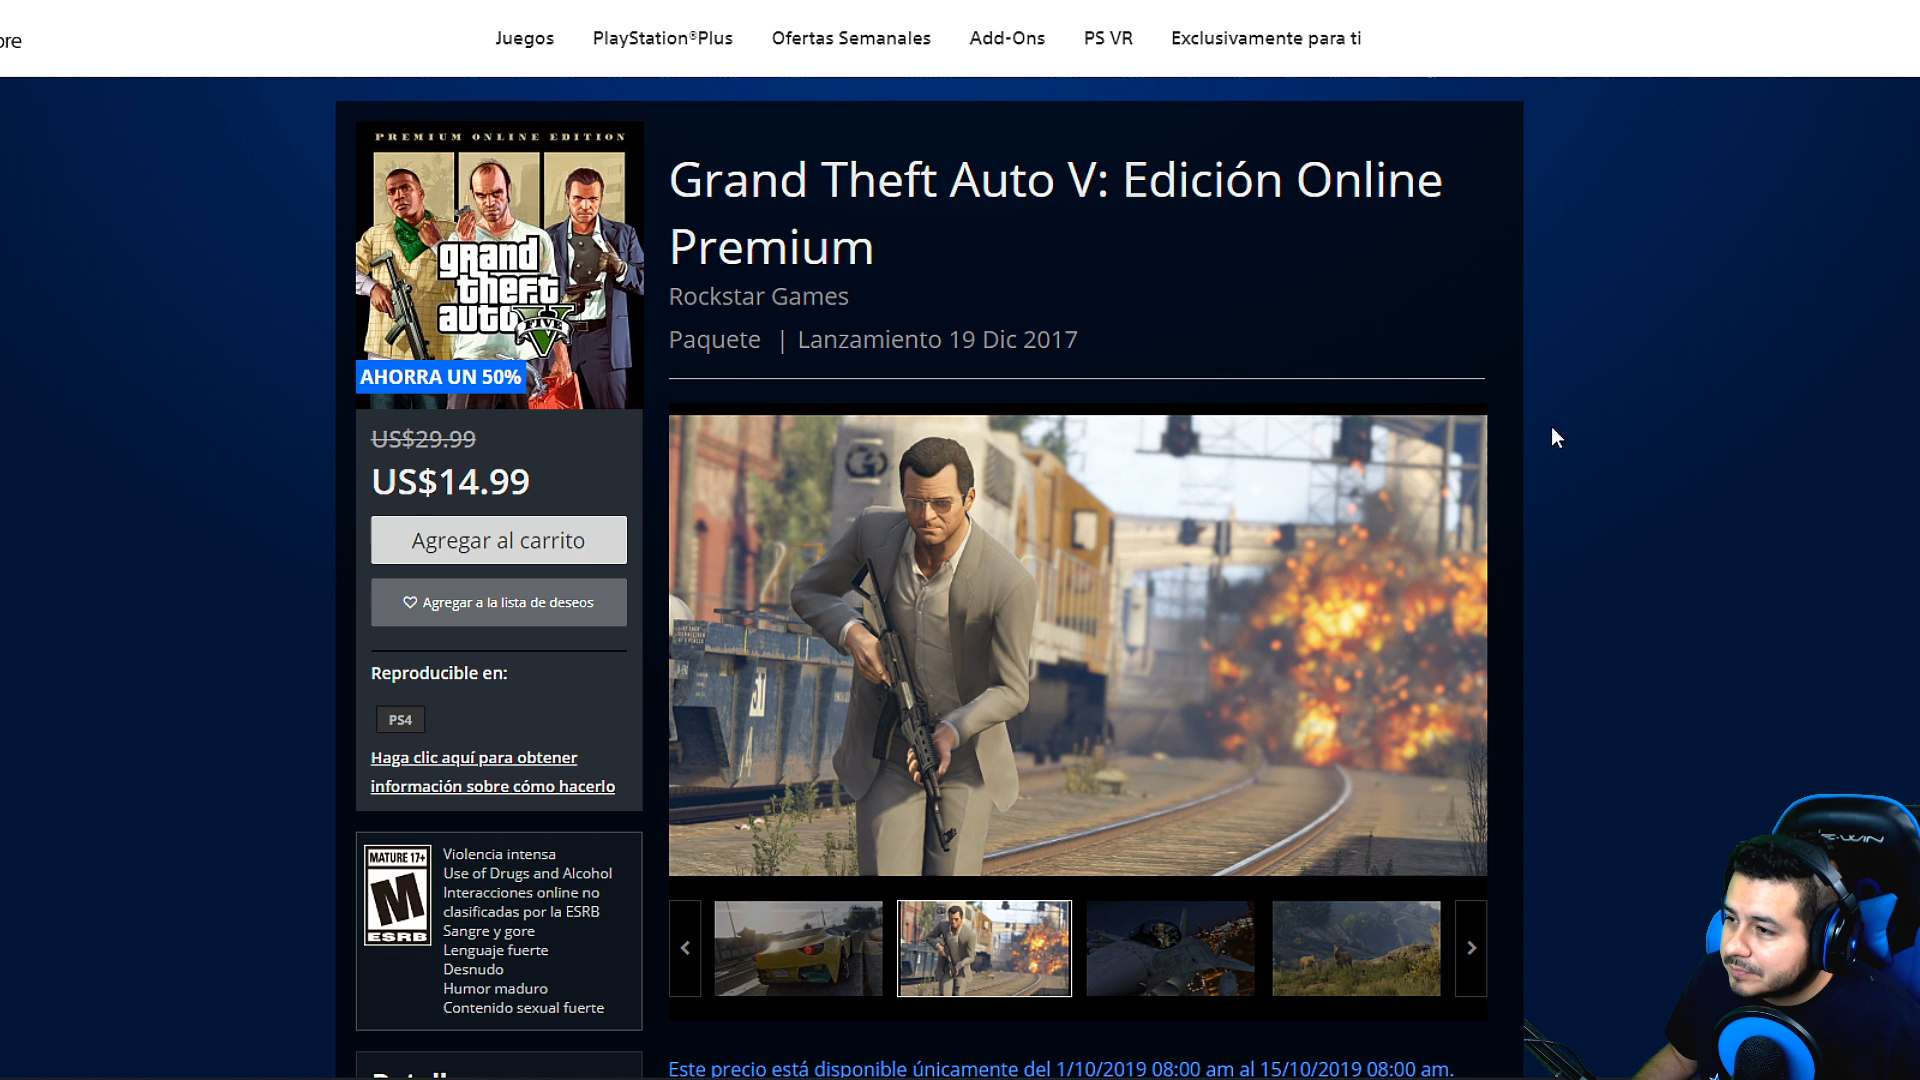 ore
Juegos
PlayStation®Plus
Ofertas Semanales
Add-Ons
PS VR
Exclusivamente para ti
PREMIUM ONLINE EDITION
grand
theft
auto
FIVE
AHORRA UN 50%
US$29.99
US$14.99
Agregar al carrito
Agregar a la lista de deseos
Reproducible en:
PS4
Haga clic aquí para obtener
información sobre cómo hacerlo
MATURE 17+
M
ESRB
Violencia intensa
Use of Drugs and Alcohol
Interacciones online no
clasificadas por la ESRB
Sangre y gore
Lenguaje fuerte
Desnudo
Humor maduro
Contenido sexual fuerte
Grand Theft Auto V: Edición Online
Premium
Rockstar Games
Paquete | Lanzamiento 19 Dic 2017
51
Este precio está disponible únicamente del 1/10/2019 08:00 am al 15/10/2019 08:00 am.